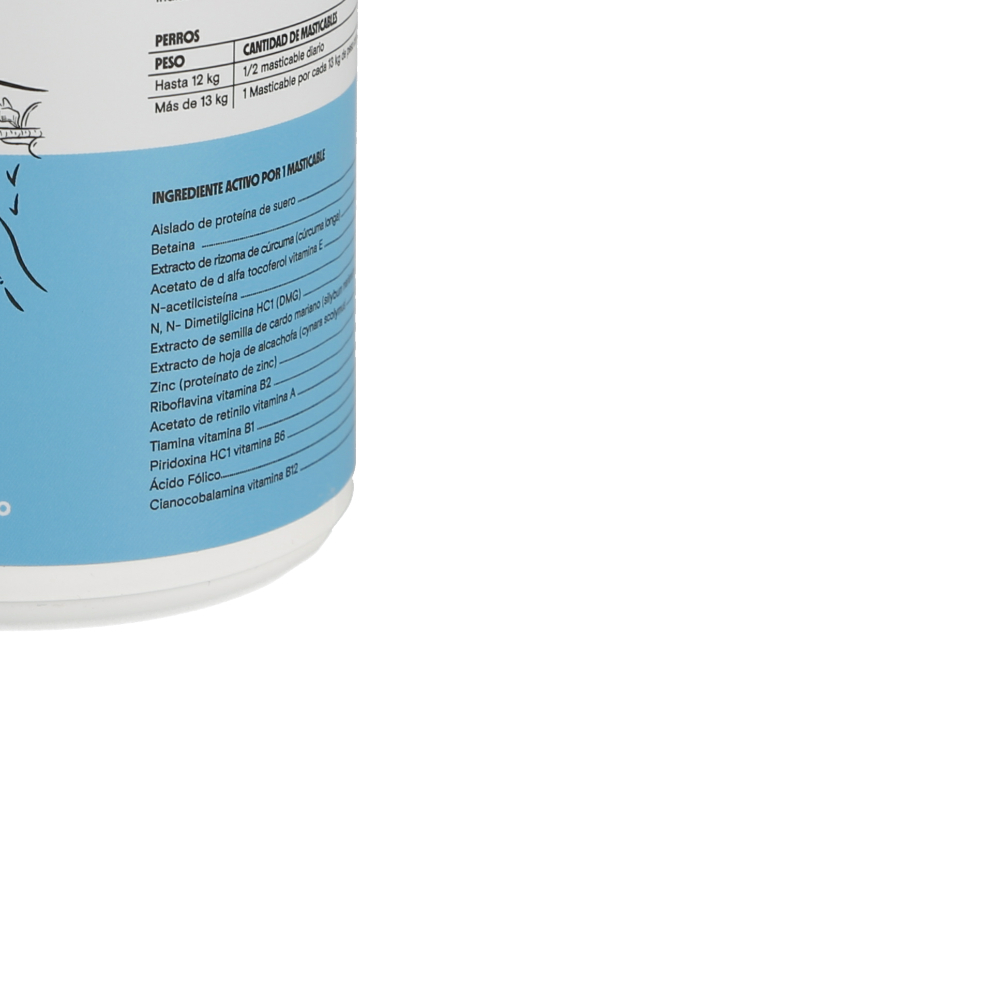 PERROS
PESO CANTIDAD DE MASTICABLES
Hasta 12 kg 1/2 masticable diario
Más de 13 kg 1 Masticable por cada 13 kg de
INGREDIENTE ACTIVO POR 1 MASTICABLE
Aislado de proteína de suero
Betaina
Extracto de rizoma de cúrcuma (cúrcuma longa)
Acetato de d alfa tocoferol vitamina E
N-acetilcisteína
N, N- Dimetilglicina HC1 (DMG)
Extracto de semilla de cardo mariano (silybum
Extracto de hoja de alcachofa (cynara
Zinc (proteínato de zinc)
Riboflavina vitamina B2
Acetato de retinilo vitamina A
Tiamina vitamina B1
Piridoxina HC1 vitamina B6
Ácido Fólico
Cianocobalamina vitamina B12